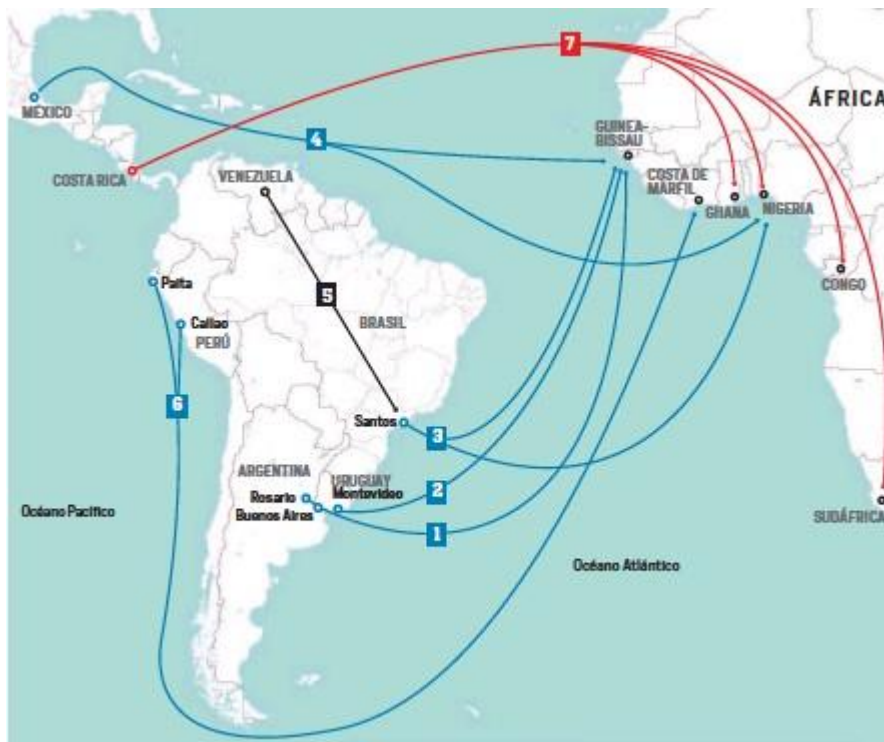 7
ÁFRICA
MÉXICO
4
GUINEA-
BISSAU
COSTA RICA
VENEZUELA
COSTA DE
MARFIL
GHANA
NIGERIA
Paita
5
CONGO
Callao
PERÚ
BRASIL
6
Santos
3
ARGENTINA
URUGUAY
2
Rosario
Montevideo
Buenos Aires
1
Océano Pacífico
SUDÁFRICA
Océano Atlántico